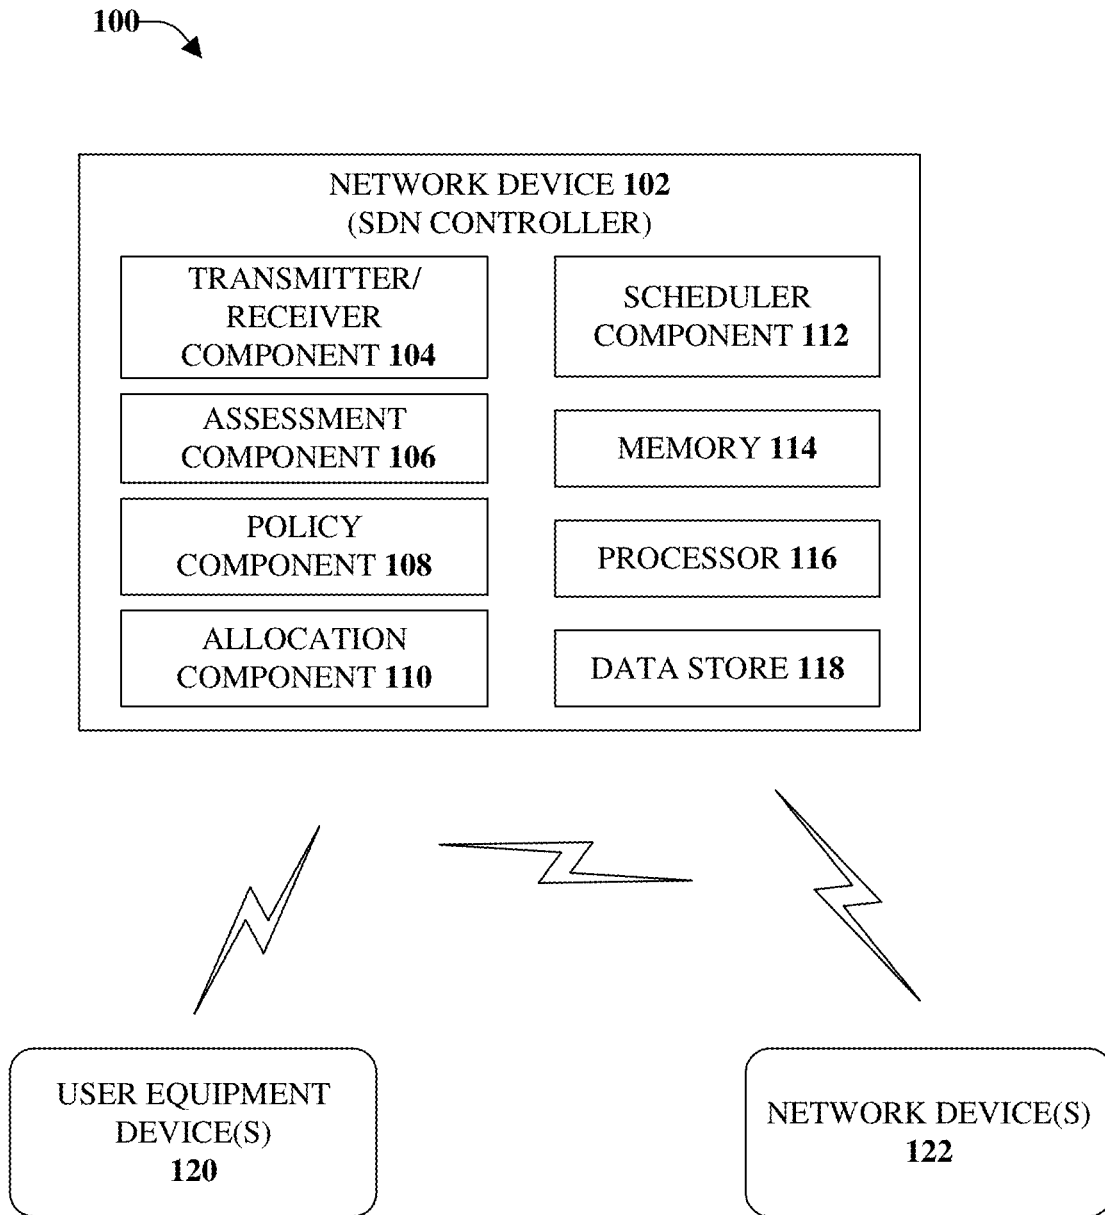 100
NETWORK DEVICE 102
(SDN CONTROLLER)
TRANSMITTER/
RECEIVER
COMPONENT 104
ASSESSMENT
COMPONENT 106
POLICY
COMPONENT 108
ALLOCATION
COMPONENT 110
SCHEDULER
COMPONENT 112
MEMORY 114
PROCESSOR 116
DATA STORE 118
USER EQUIPMENT
DEVICE(S)
120
NETWORK DEVICE(S)
122